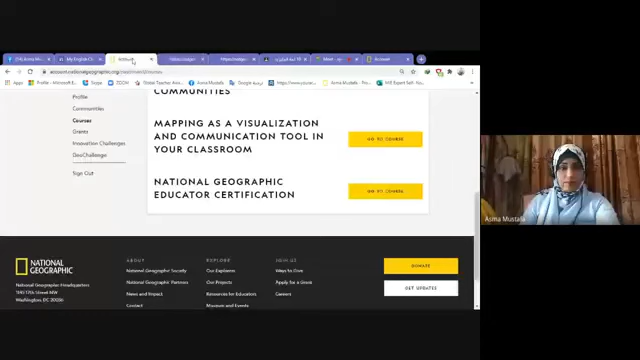 account.nationalgeographic.org
Profile
Communities
Courses
Grants
Innovation Challenges
GeoChallenge
Sign Out
COMMUNITIES
MAPPING AS A VISUALIZATION
AND COMMUNICATION TOOL IN
YOUR CLASSROOM
GO TO COURSE
NATIONAL GEOGRAPHIC
EDUCATOR CERTIFICATION
GO TO COURSE
NATIONAL
GEOGRAPHIC
National Geographic Headquarters
1145 17th Street NW
Washington, DC 20036
ABOUT
National Geographic Society
National Geographic Partners
News and Impact
Contact
EXPLORE
Our Explorers
Our Projects
Resources for Educators
Museum and Events
JOIN US
Ways to Give
Apply for a Grant
Careers
DONATE
GET UPDATES
Asma Mustafa